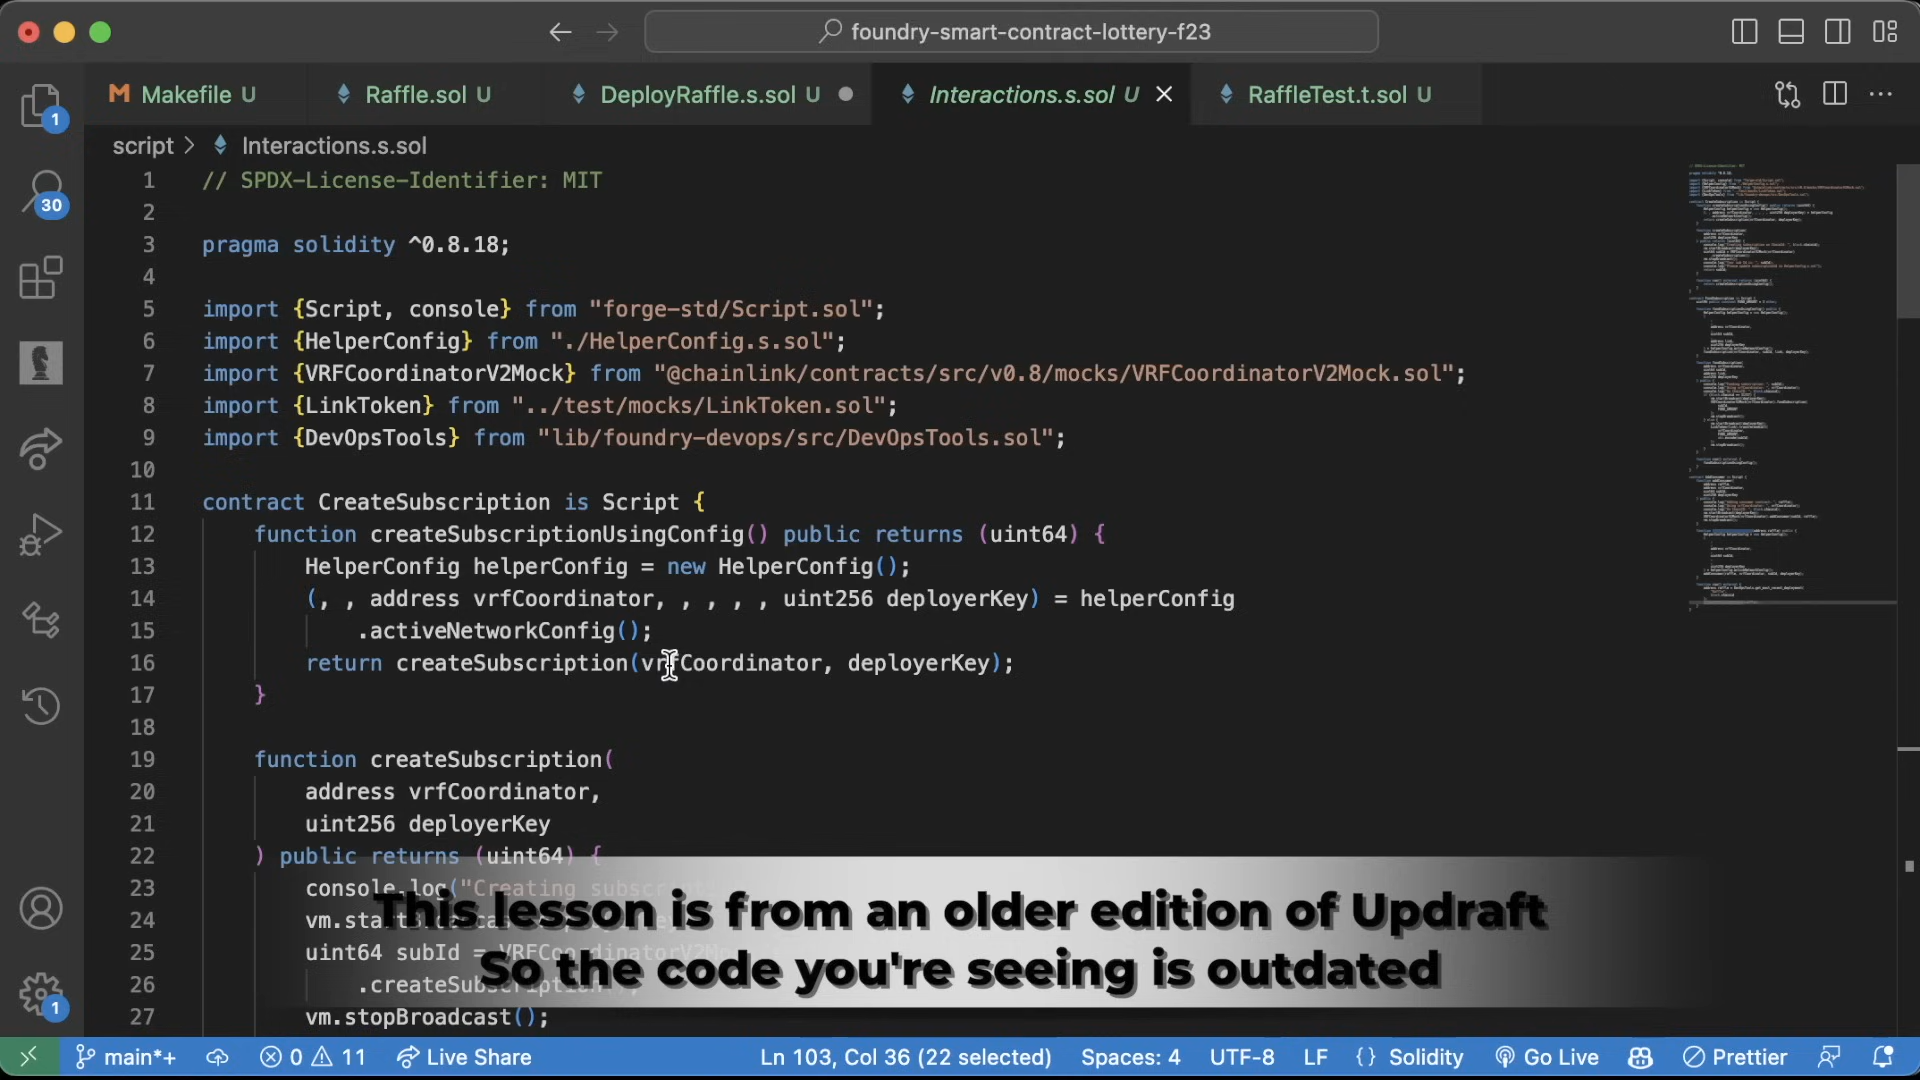 foundry-smart-contract-lottery-f23
Makefile U
Raffle.sol U
DeployRaffle.s.sol U
Interactions.s.sol U
RaffleTest.t.sol U
script > Interactions.s.sol
1 // SPDX-License-Identifier: MIT
2
3 pragma solidity ^0.8.18;
4
5 import {Script, console} from "forge-std/Script.sol";
6 import {HelperConfig} from "./HelperConfig.s.sol";
7 import {VRFCoordinatorV2Mock} from "@chainlink/contracts/src/v0.8/mocks/VRFCoordinatorV2Mock.sol";
8 import {LinkToken} from "../test/mocks/LinkToken.sol";
9 import {DevOpsTools} from "lib/foundry-devops/src/DevOpsTools.sol";
10
11 contract CreateSubscription is Script {
12 function createSubscriptionUsingConfig() public returns (uint64) {
13 HelperConfig helperConfig = new HelperConfig();
14 (, , address vrfCoordinator, , , , , uint256 deployerKey) = helperConfig
15 .activeNetworkConfig();
16 return createSubscription(vrfCoordinator, deployerKey);
17 }
18
19 function createSubscription(
20 address vrfCoordinator,
21 uint256 deployerKey
22 ) public returns (uint64) {
23 console.log("Creating
24
25 uint64 subId =
26
27 vm.stopBroadcast();
This lesson is from an older edition of Updraft
So the code you're seeing is outdated
1
30
1
main*+ 0 11 Live Share Ln 103, Col 36 (22 selected) Spaces: 4 UTF-8 LF {} Solidity Go Live Prettier